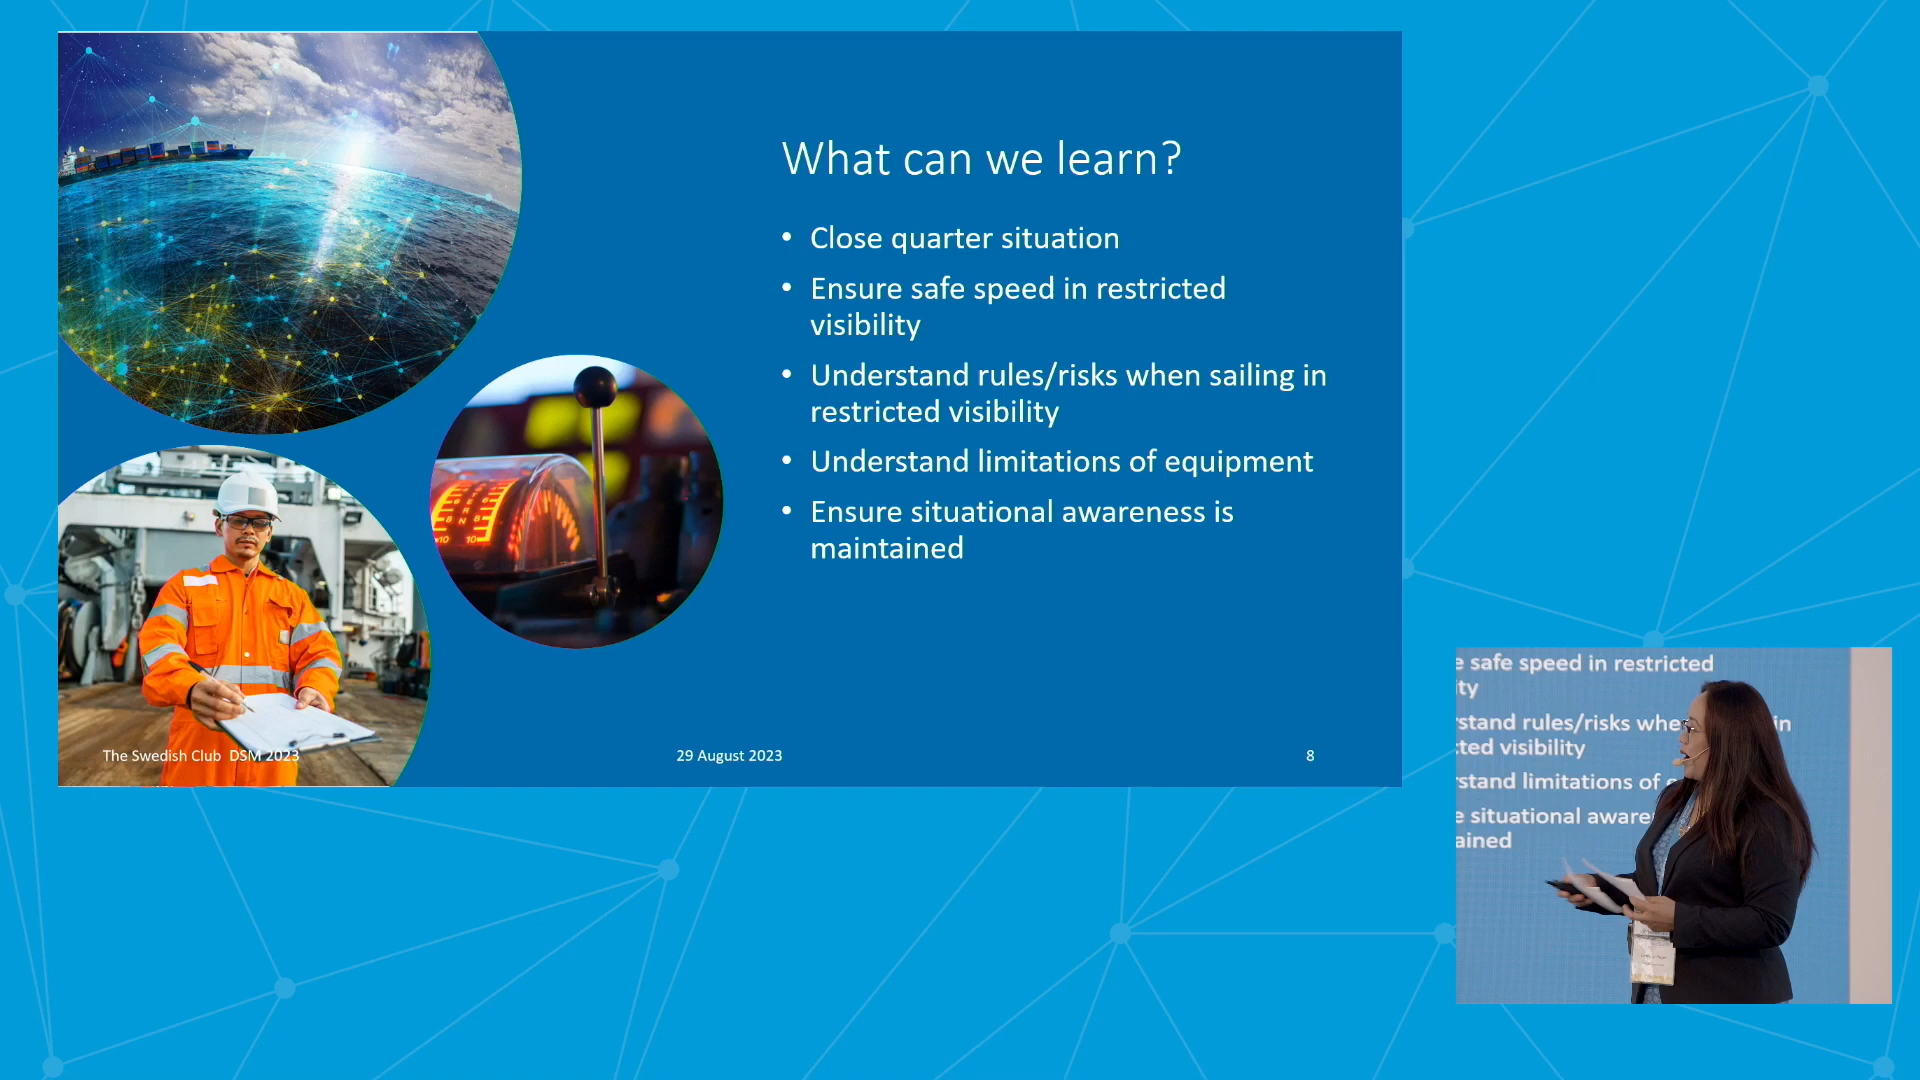 What can we learn?
• Close quarter situation
• Ensure safe speed in restricted
visibility
• Understand rules/risks when sailing in
restricted visibility
• Understand limitations of equipment
• Ensure situational awareness is
maintained
The Swedish Club DSM 2023
29 August 2023
8
e safe speed in restricted
ity
rstand rules/risks whe in
ted visibility
rstand limitations of
e situational aware
ained